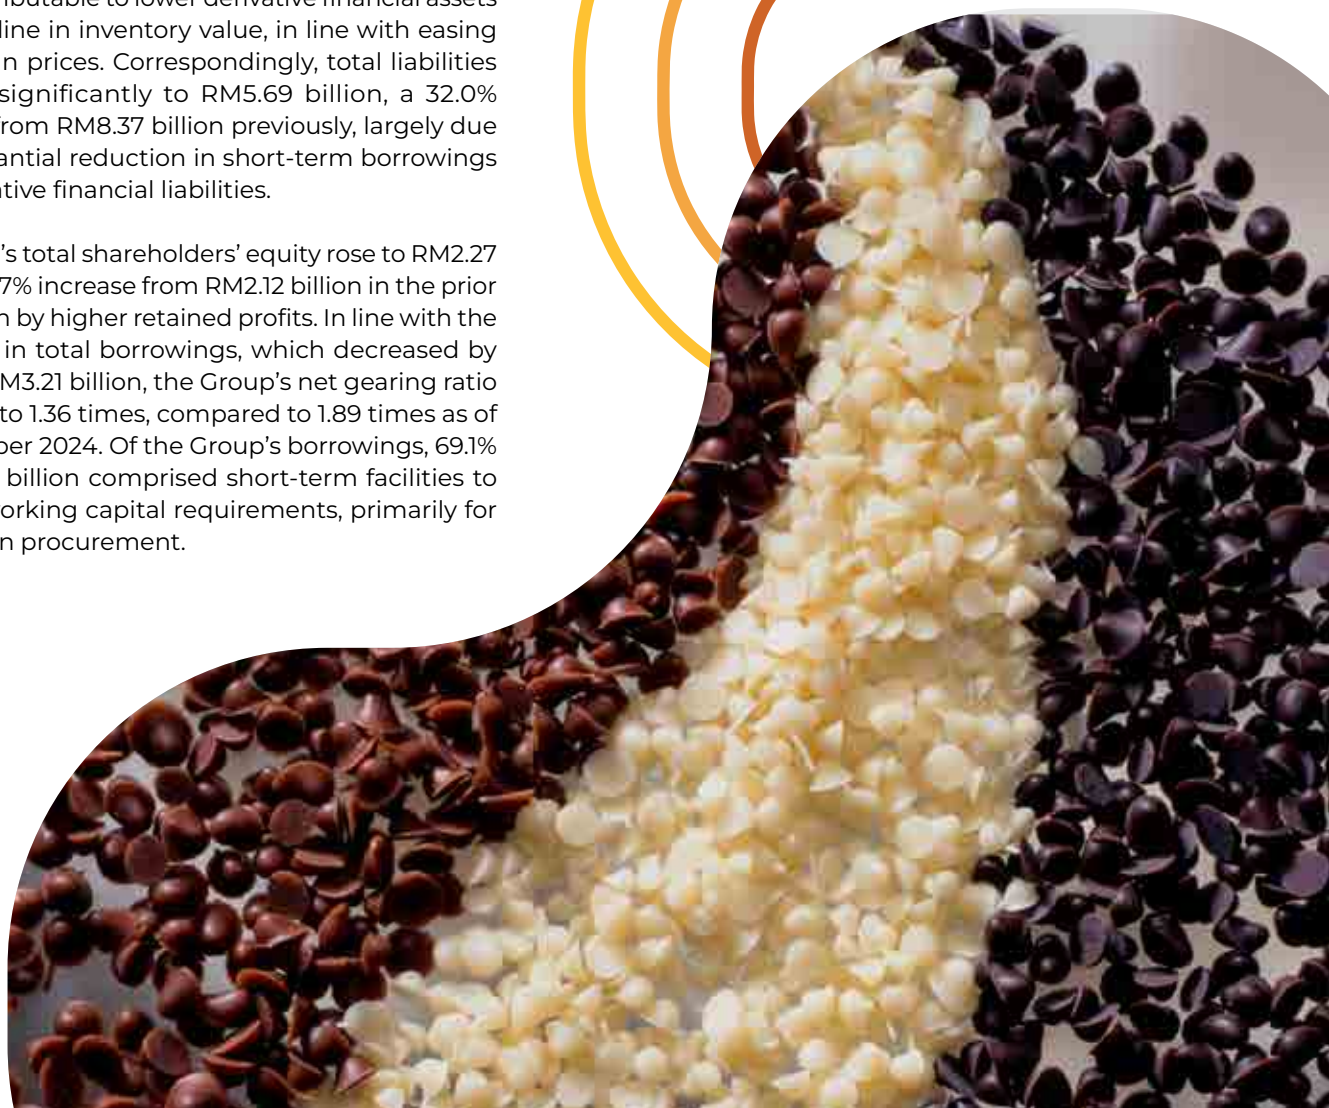 lower derivative financial assets
line in inventory value, in line with easing
n prices. Correspondingly, total liabilities
significantly to RM5.69 billion, a 32.0%
from RM8.37 billion previously, largely due
antial reduction in short-term borrowings
ative financial liabilities.
's total shareholders’ equity rose to RM2.27
7% increase from RM2.12 billion in the prior
n by higher retained profits. In line with the
in total borrowings, which decreased by
M3.21 billion, the Group’s net gearing ratio
to 1.36 times, compared to 1.89 times as of
ber 2024. Of the Group’s borrowings, 69.1%
billion comprised short-term facilities to
orking capital requirements, primarily for
n procurement.